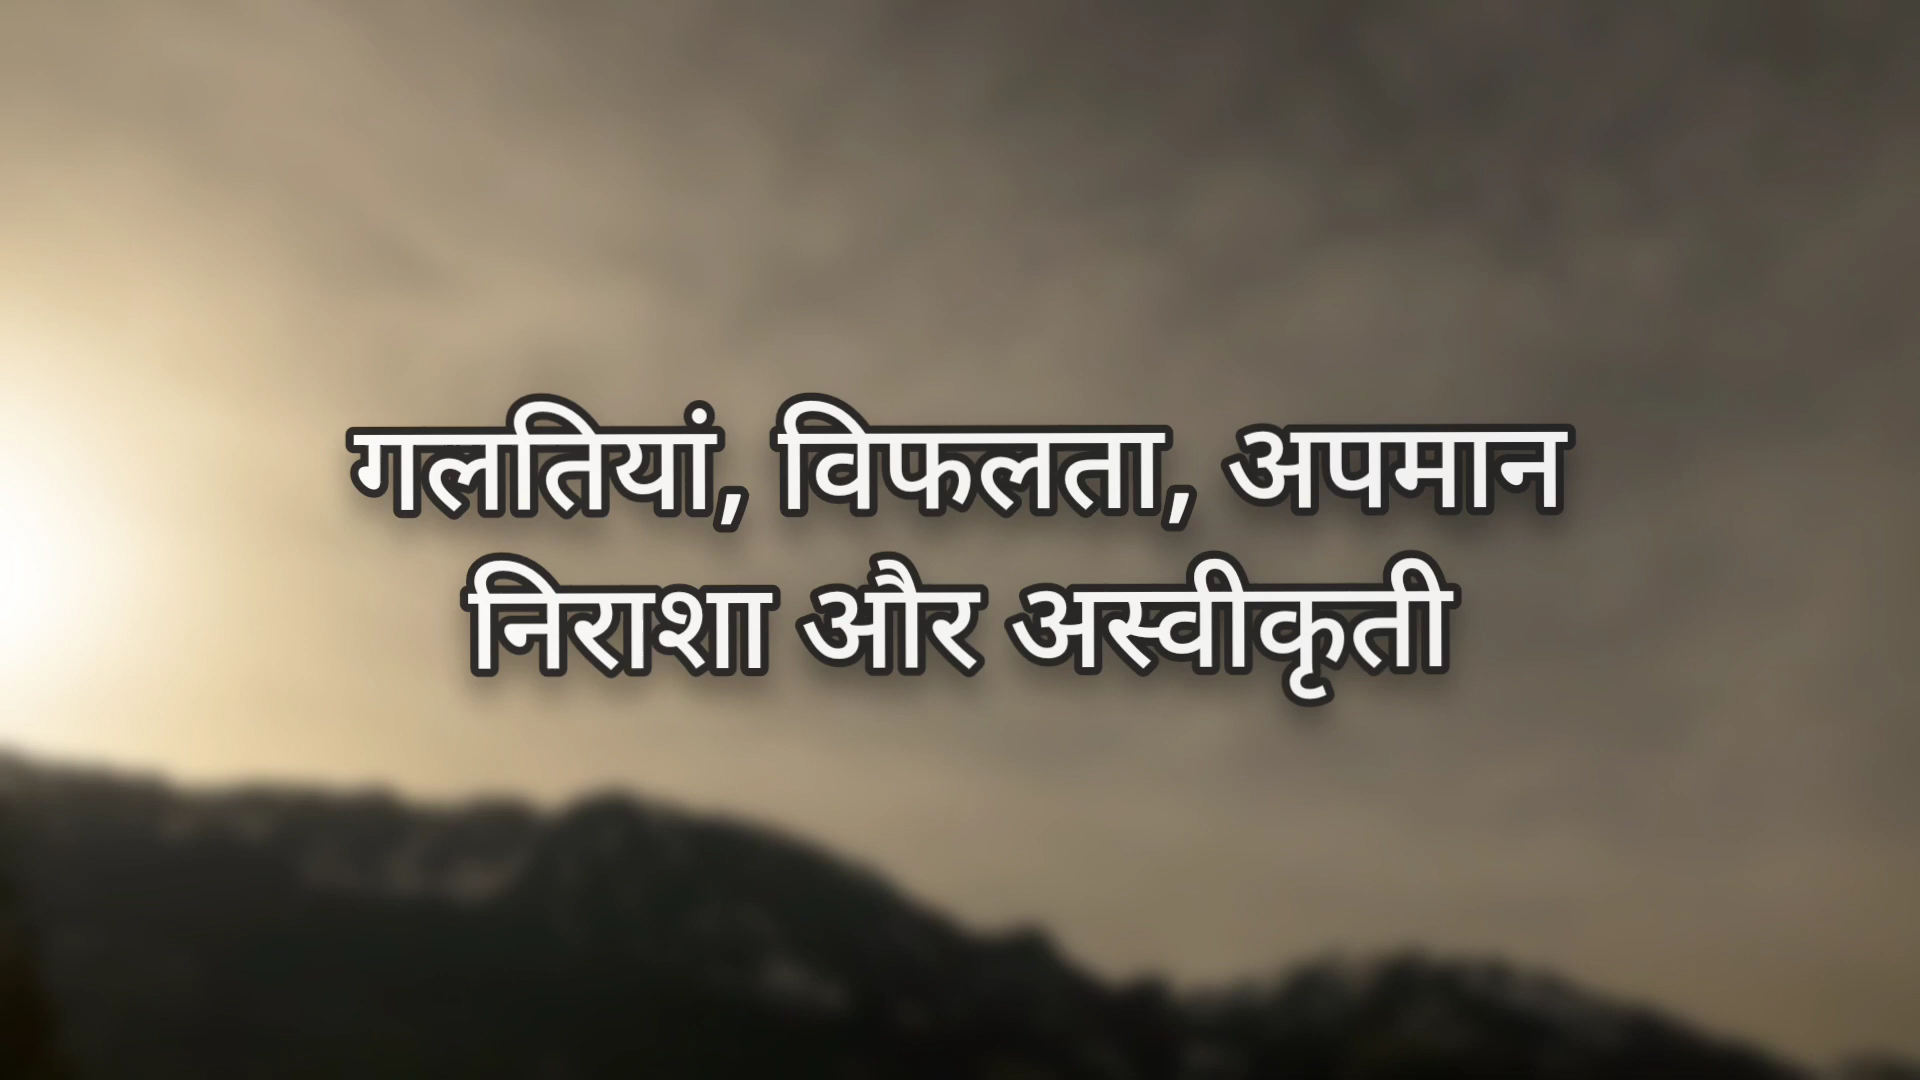 गलतियां, विफलता, अपमान
निराशा और अस्वीकृती